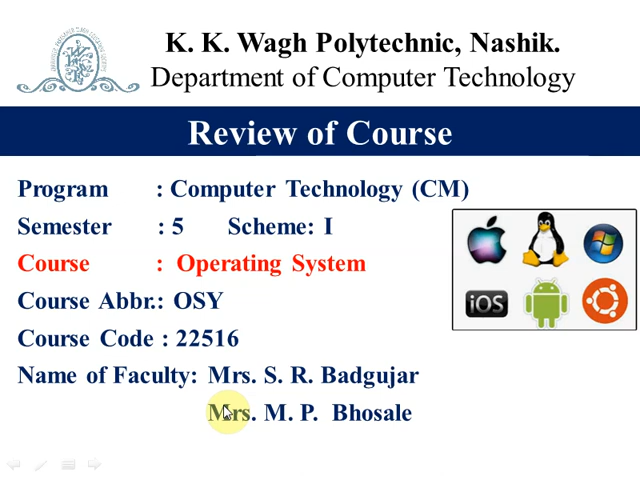 K. K. Wagh Polytechnic, Nashik.
Department of Computer Technology
Review of Course
Program : Computer Technology (CM)
Semester : 5 Scheme: I
Course : Operating System
Course Abbr.: OSY
Course Code : 22516
Name of Faculty: Mrs. S. R. Badgujar
Mrs. M. P. Bhosale
iOS